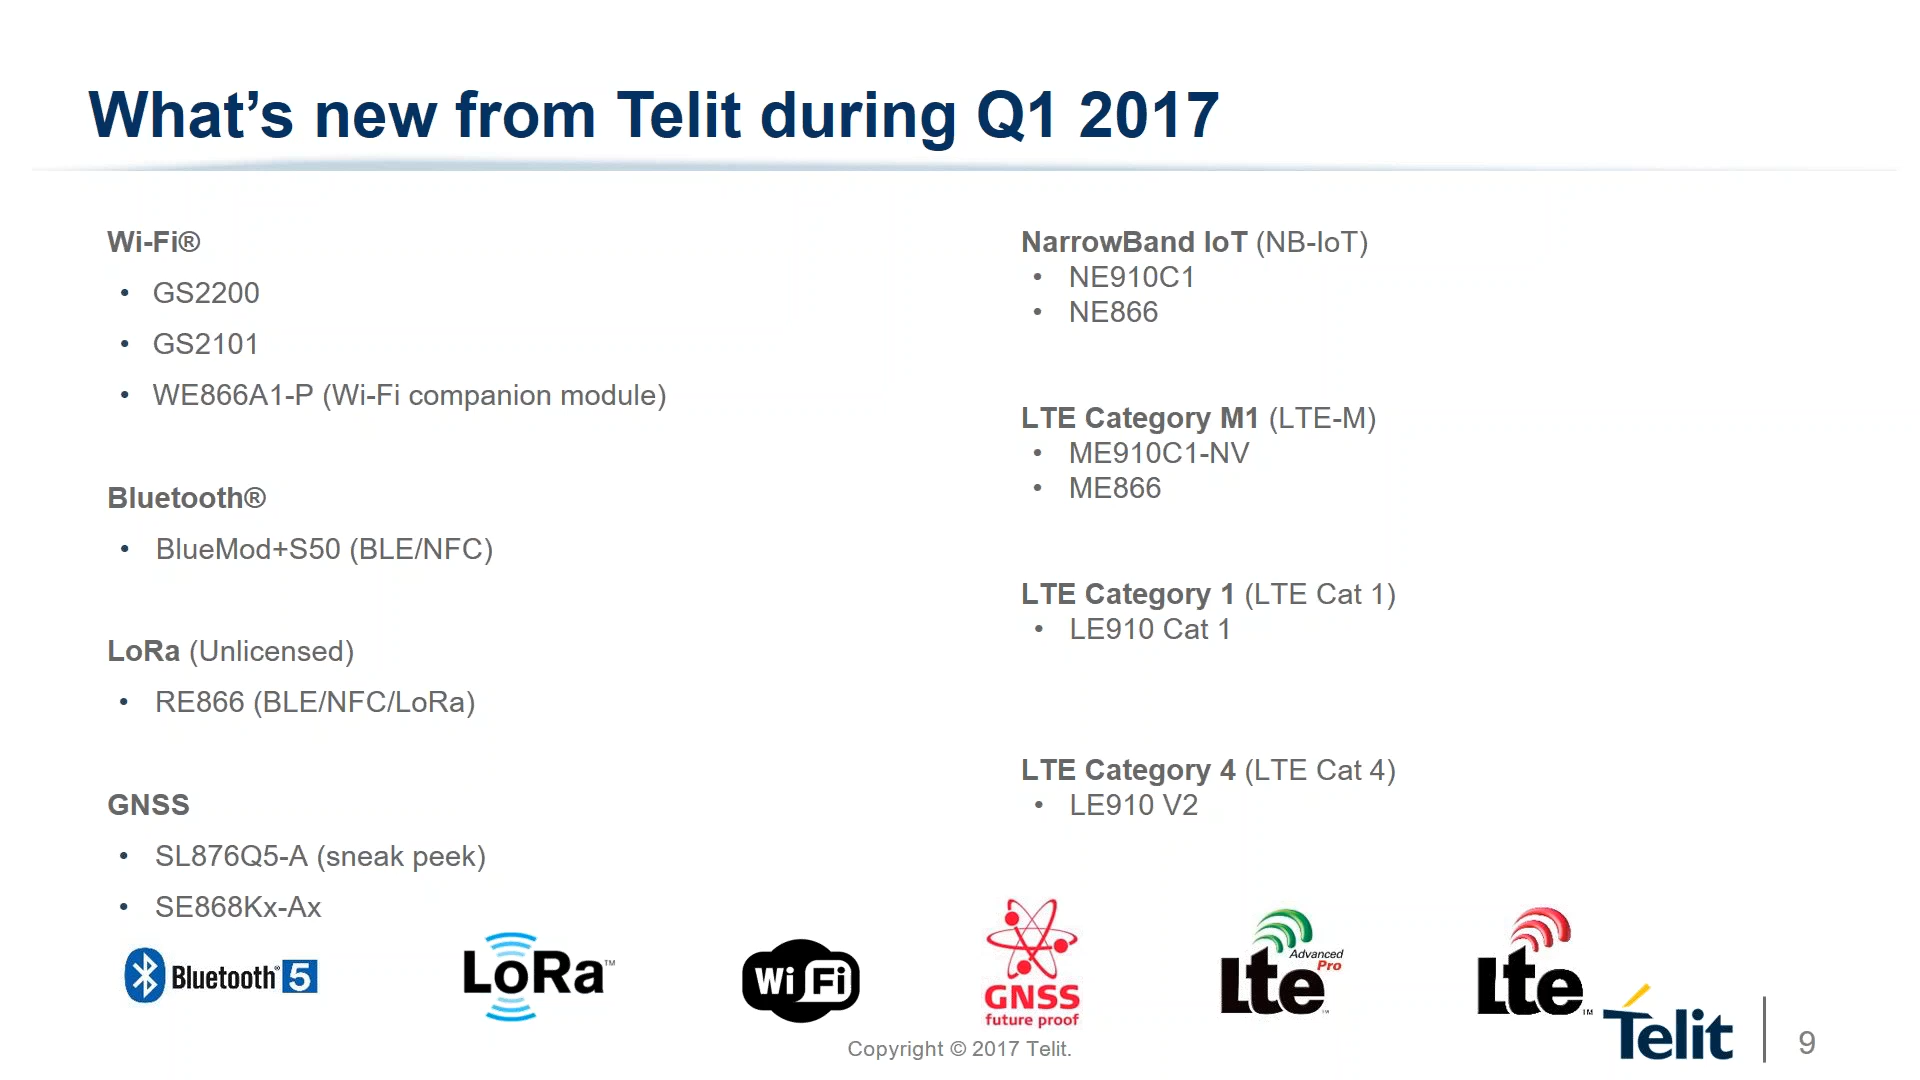 What’s new from Telit during Q1 2017
Wi-Fi®
• GS2200
• GS2101
• WE866A1-P (Wi-Fi companion module)
Bluetooth®
• BlueMod+S50 (BLE/NFC)
LoRa (Unlicensed)
• RE866 (BLE/NFC/LoRa)
GNSS
• SL876Q5-A (sneak peek)
• SE868Kx-Ax
NarrowBand IoT (NB-IoT)
• NE910C1
• NE866
LTE Category M1 (LTE-M)
• ME910C1-NV
• ME866
LTE Category 1 (LTE Cat 1)
• LE910 Cat 1
LTE Category 4 (LTE Cat 4)
• LE910 V2
Bluetooth® 5
LoRa™
Wi Fi
GNSS
future proof
Lte Advanced
Pro
Lte™
Telit
Copyright © 2017 Telit.
9